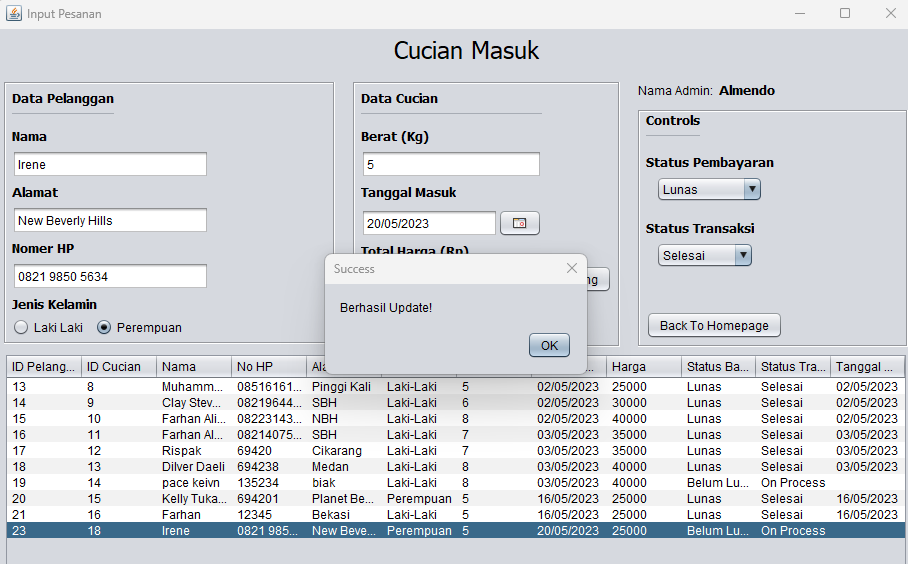 Input Pesanan
Cucian Masuk
Data Pelanggan
Nama
Irene
Alamat
New Beverly Hills
Nomer HP
0821 9850 5634
Jenis Kelamin
Laki Laki Perempuan
Data Cucian
Berat (Kg)
5
Tanggal Masuk
20/05/2023
Total Harga (Rp)
ng
Nama Admin: Almendo
Controls
Status Pembayaran
Lunas
Status Transaksi
Selesai
Back To Homepage
Success
Berhasil Update!
OK
ID Pelang... ID Cucian Nama No HP Harga Status Ba... Status Tra... Tanggal ...
13 8 Muhamm... 08516161... Pinggi Kali Laki-Laki 5 02/05/2023 25000 Lunas Selesai 02/05/2023
14 9 Clay Stev... 08219644... SBH Laki-Laki 6 02/05/2023 30000 Lunas Selesai 02/05/2023
15 10 Farhan Ali... 08223143... NBH Laki-Laki 8 02/05/2023 40000 Lunas Selesai 02/05/2023
16 11 Farhan Al... 08214075... SBH Laki-Laki 7 03/05/2023 35000 Lunas Selesai 03/05/2023
17 12 Rispak 69420 Cikarang Laki-Laki 7 03/05/2023 35000 Lunas Selesai 03/05/2023
18 13 Dilver Daeli 694238 Medan Laki-Laki 8 03/05/2023 40000 Lunas Selesai 03/05/2023
19 14 pace keivn 135234 biak Laki-Laki 8 03/05/2023 40000 Belum Lu... On Process
20 15 Kelly Tuka... 694201 Planet Be... Perempuan 5 16/05/2023 25000 Lunas Selesai 16/05/2023
21 16 Farhan 12345 Bekasi Laki-Laki 5 16/05/2023 25000 Lunas Selesai 16/05/2023
23 18 Irene 0821 985... New Beve... Perempuan 5 20/05/2023 25000 Belum Lu... On Process